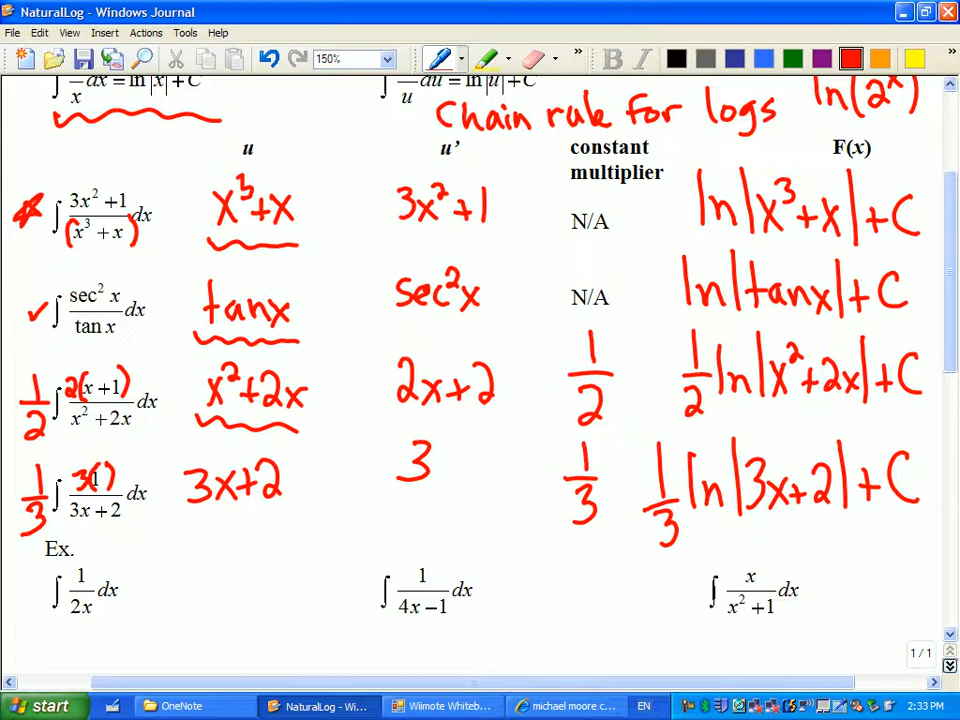 NaturalLog - Windows Journal
File Edit View Insert Actions Tools Help
150% » B I »
∫ x dx = ln|x| + C ∫ u du = ln|u| + C ln(2x)
Chain rule for logs
u u' constant multiplier F(x)
∫ (3x² + 1)/(x³ + x) dx x³+x 3x²+1 N/A ln|x³+x|+C
✓ ∫ sec² x/tan x dx tanx sec²x N/A ln|tanx|+C
1/2 ∫ 2(x + 1)/(x² + 2x) dx x²+2x 2x+2 1/2 1/2 ln|x²+2x|+C
1/3 ∫ 3(1)/(3x + 2) dx 3x+2 3 1/3 1/3 ln|3x+2|+C
Ex.
∫ 1/2x dx ∫ 1/(4x − 1) dx ∫ x/(x² + 1) dx
1 / 1
start OneNote NaturalLog - Wi... Wiimote Whiteb... michael moore c... EN 2:33 PM